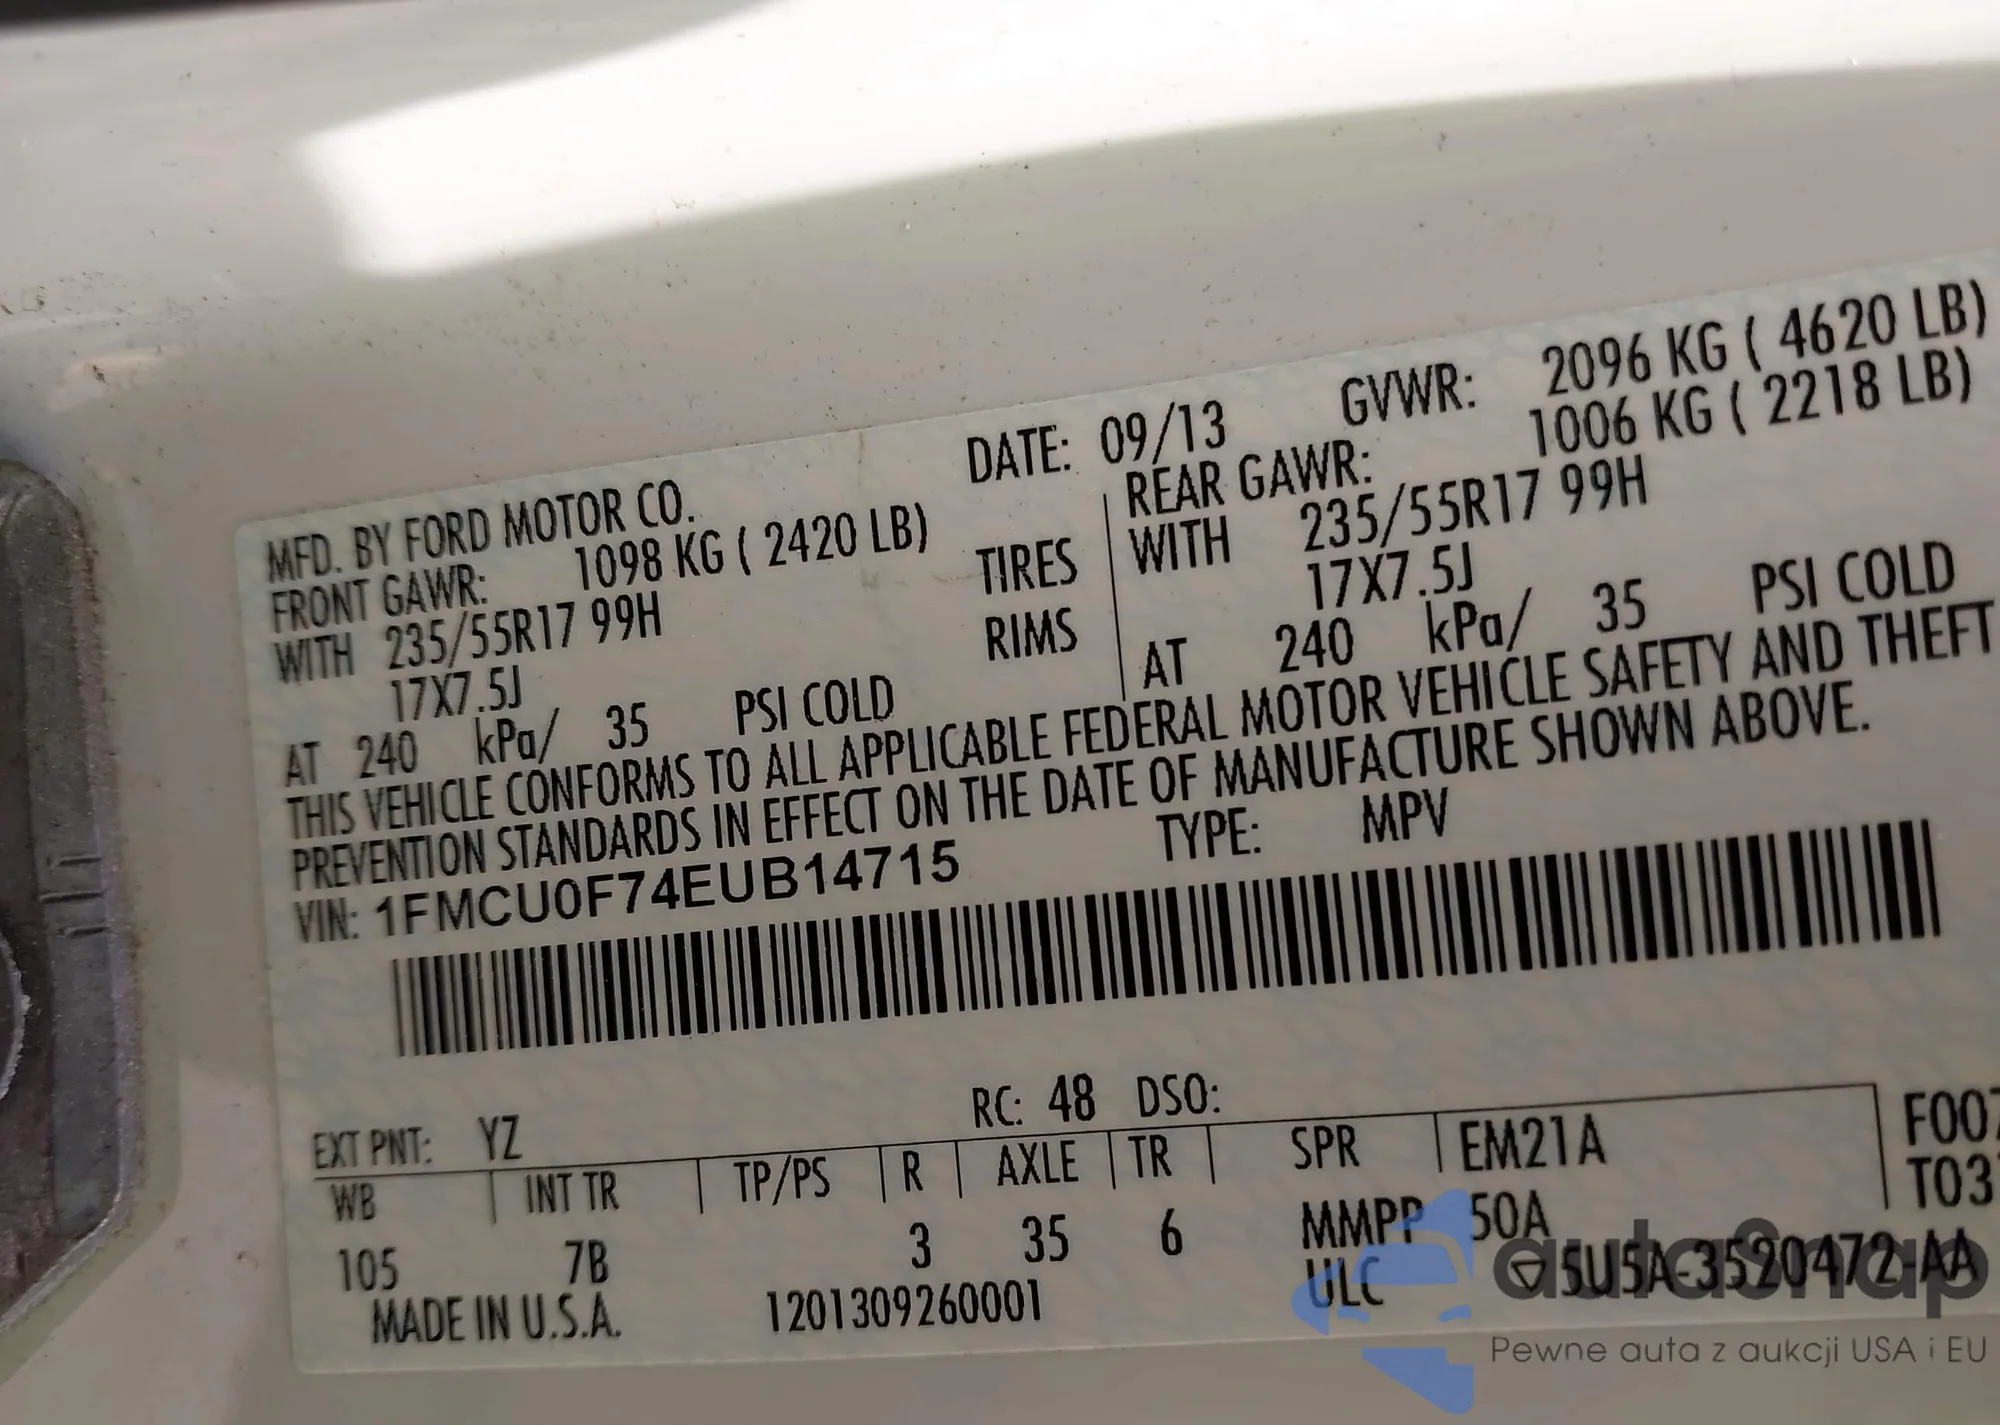 MFD. BY FORD MOTOR CO. DATE: 09/13 GVWR: 2096 KG ( 4620 LB)
FRONT GAWR: 1098 KG ( 2420 LB) REAR GAWR: 1006 KG ( 2218 LB)
WITH 235/55R17 99H TIRES WITH 235/55R17 99H
17X7.5J RIMS 17X7.5J
AT 240 kPa/ 35 PSI COLD AT 240 kPa/ 35 PSI COLD
THIS VEHICLE CONFORMS TO ALL APPLICABLE FEDERAL MOTOR VEHICLE SAFETY AND THEFT
PREVENTION STANDARDS IN EFFECT ON THE DATE OF MANUFACTURE SHOWN ABOVE.
VIN: 1FMCU0F74EUB14715 TYPE: MPV
EXT PNT: YZ RC: 48 DSO:
WB INT TR TP/PS R AXLE TR SPR EM21A F007
105 7B 3 35 6 MMPP 50A T03
MADE IN U.S.A. 1201309260001 ULC 5U5A-3520472-AA
autosnap
Pewne auta z aukcji USA i EU